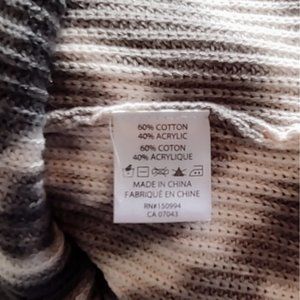 60% COTTON
40% ACRYLIC
60% COTON
40% ACRYLIQUE
MADE IN CHINA
FABRIQUÉ EN CHINE
RN#150994
CA 07043